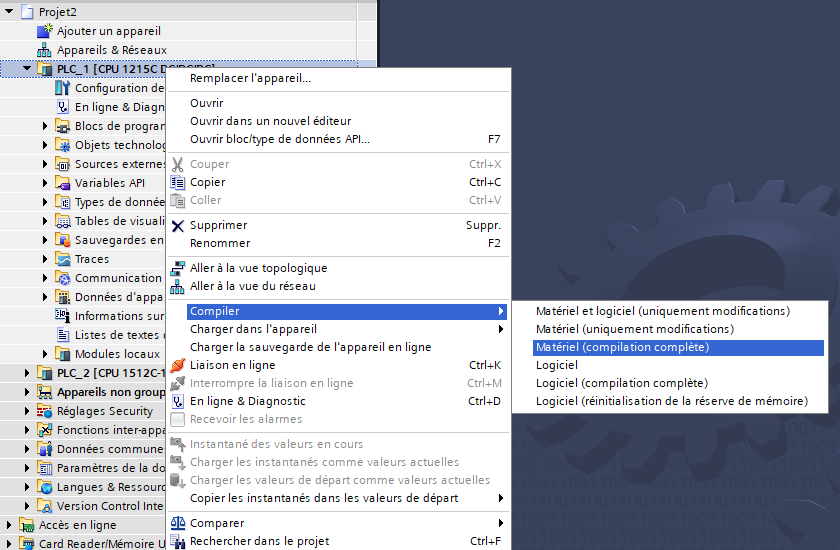 Projet2
Ajouter un appareil
Appareils & Réseaux
PLC_1 [CPU 1215C DC/DC/DC]
Configuration de
En ligne & Diagn
Blocs de progran
Objets technolog
Sources externes
Variables API
Types de donnée
Tables de visuali
Sauvegardes en
Traces
Communication
Données d'appa
Informations sur
Listes de textes d
Modules locaux
PLC_2 [CPU 1512C-1
Appareils non group
Réglages Security
Fonctions inter-appa
Données commune
Paramètres de la do
Langues & Ressourc
Version Control Inte
Accès en ligne
Card Reader/Mémoire U
Remplacer l'appareil...
Ouvrir
Ouvrir dans un nouvel éditeur
Ouvrir bloc/type de données API... F7
Couper Ctrl+X
Copier Ctrl+C
Coller Ctrl+V
Supprimer Suppr.
Renommer F2
Aller à la vue topologique
Aller à la vue du réseau
Compiler
Charger dans l'appareil
Charger la sauvegarde de l'appareil en ligne
Liaison en ligne Ctrl+K
Interrompre la liaison en ligne Ctrl+M
En ligne & Diagnostic Ctrl+D
Recevoir les alarmes
Instantané des valeurs en cours
Charger les instantanés comme valeurs actuelles
Charger les valeurs de départ comme valeurs actuelles
Copier les instantanés dans les valeurs de départ
Comparer
Rechercher dans le projet Ctrl+F
Matériel et logiciel (uniquement modifications)
Matériel (uniquement modifications)
Matériel (compilation complète)
Logiciel
Logiciel (compilation complète)
Logiciel (réinitialisation de la réserve de mémoire)